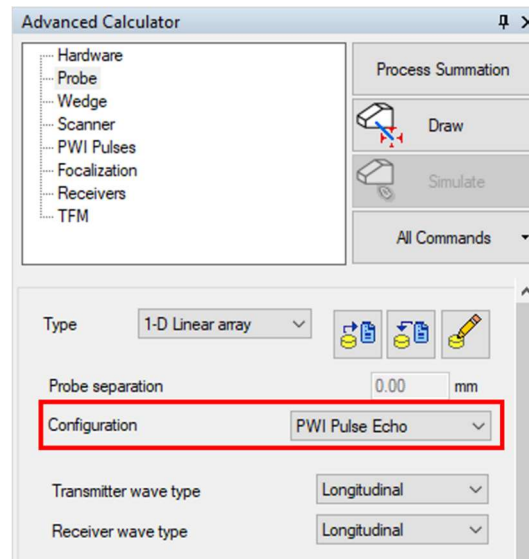 Advanced Calculator
Hardware
Probe
Wedge
Scanner
PWI Pulses
Focalization
Receivers
TFM
Process Summation
Draw
Simulate
All Commands
Type 1-D Linear array
Probe separation 0.00 mm
Configuration PWI Pulse Echo
Transmitter wave type Longitudinal
Receiver wave type Longitudinal